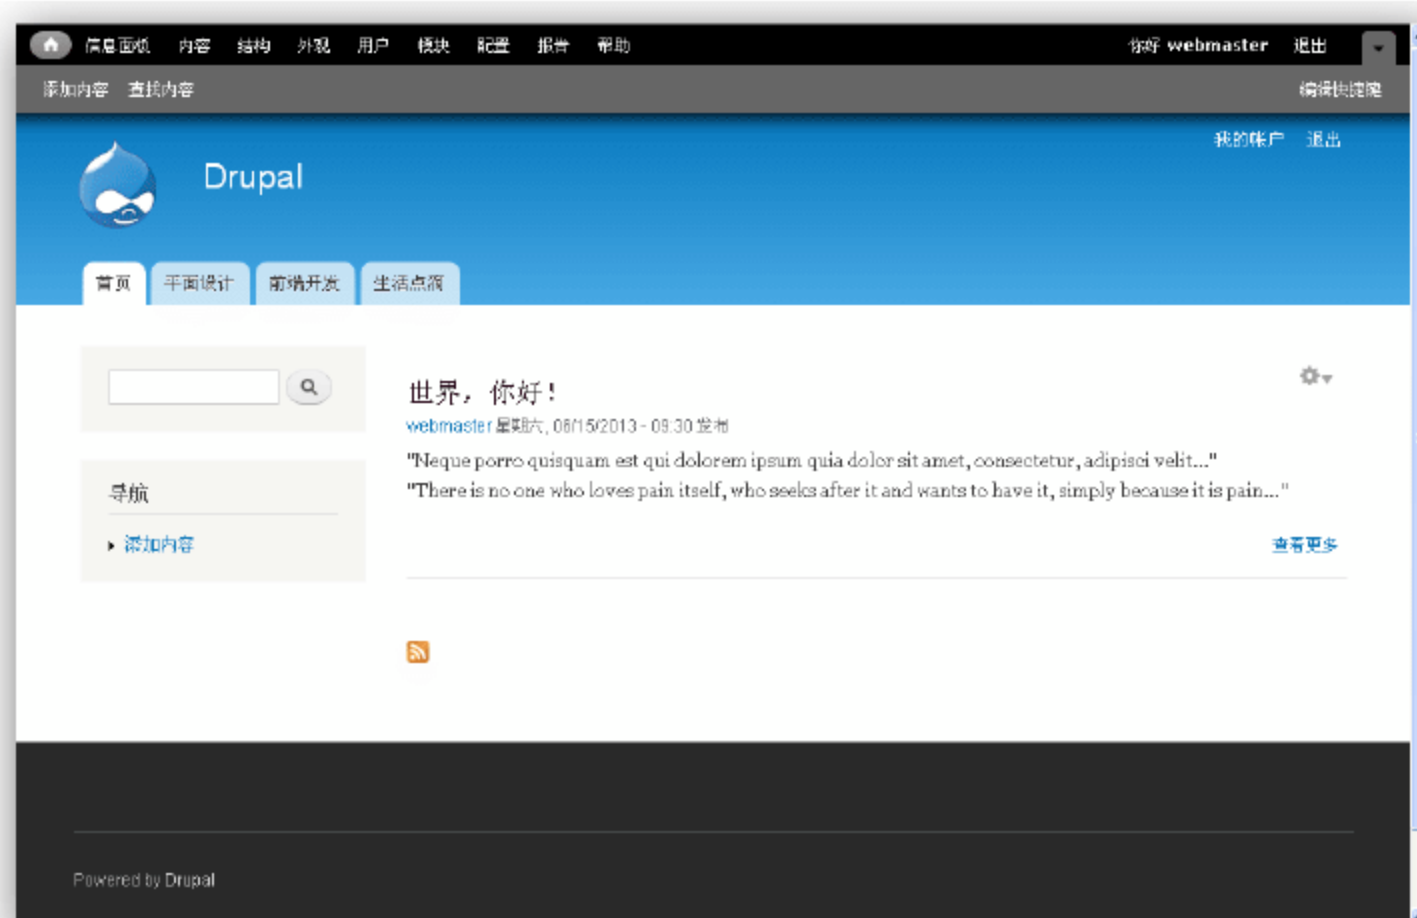 信息面板 内容 结构 外观 用户 模块 配置 报告 帮助 你好 webmaster 退出
添加内容 查找内容 编辑快捷键
我的帐户 退出
Drupal
首页 平面设计 前端开发 生活点滴
世界，你好！
webmaster 星期六, 06/15/2013 - 09:30 发布
"Neque porro quisquam est qui dolorem ipsum quia dolor sit amet, consectetur, adipisci velit..."
"There is no one who loves pain itself, who seeks after it and wants to have it, simply because it is pain..."
导航
添加内容
查看更多
Powered by Drupal